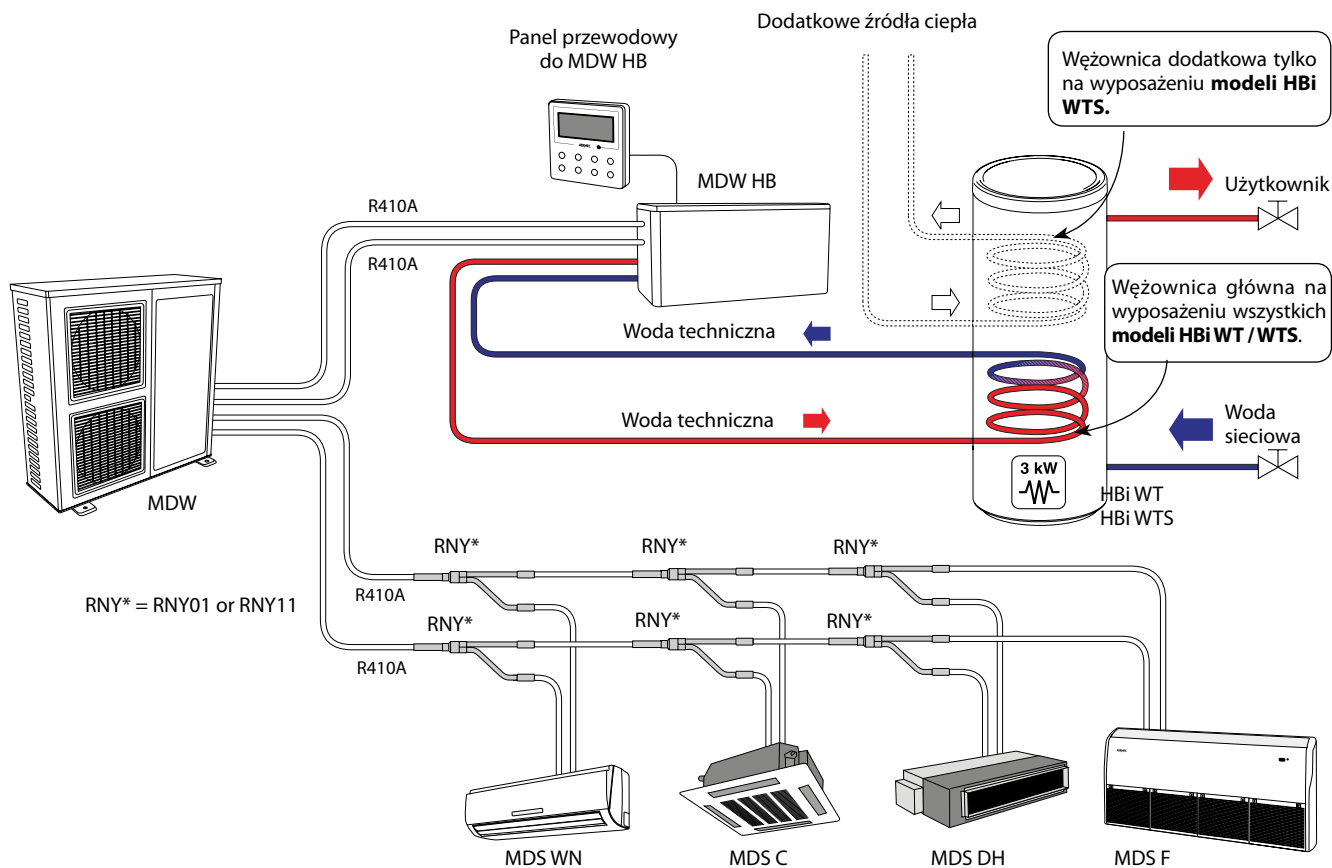 Panel przewodowy
do MDW HB
Dodatkowe źródła ciepła
Wężownica dodatkowa tylko
na wyposażeniu modeli HBi
WTS.
MDW HB
Użytkownik
R410A
R410A
Wężownica główna na
wyposażeniu wszystkich
modeli HBi WT / WTS.
Woda techniczna
Woda techniczna
Woda
sieciowa
3 kW
HBi WT
HBi WTS
MDW
RNY*
RNY*
RNY*
R410A
RNY* = RNY01 or RNY11
RNY*
RNY*
RNY*
R410A
MDS WN
MDS C
MDS DH
MDS F